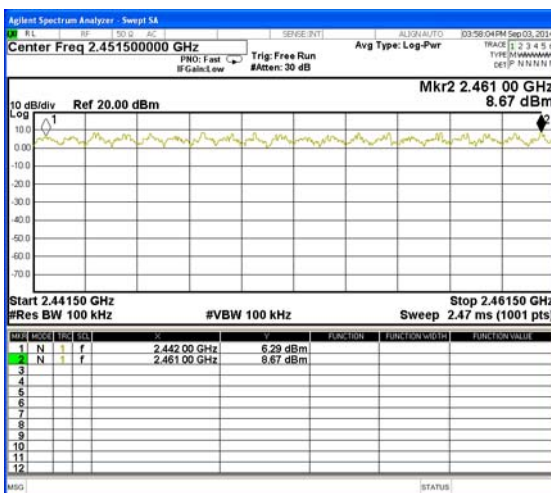 Agilent Spectrum Analyzer - Swept SA
RL RF 50 Ω AC SENSE:INT ALIGN AUTO 03:58:04 PM Sep 03, 2014
Center Freq 2.451500000 GHz
PNO: Fast
IFGain:Low
Trig: Free Run
#Atten: 30 dB
Avg Type: Log-Pwr
TRACE 1 2 3 4 5 6
TYPE M
DET P N N N N
Mkr2 2.461 00 GHz
8.67 dBm
10 dB/div Ref 20.00 dBm
Log
1
2
10.0
0.00
-10.0
-20.0
-30.0
-40.0
-50.0
-60.0
-70.0
Start 2.44150 GHz Stop 2.46150 GHz
#Res BW 100 kHz #VBW 100 kHz Sweep 2.47 ms (1001 pts)
MKR MODE TRC SCL X Y FUNCTION FUNCTION WIDTH FUNCTION VALUE
1 N 1 f 2.442 00 GHz 6.29 dBm
2 N 1 f 2.461 00 GHz 8.67 dBm
3
4
5
6
7
8
9
10
11
12
MSG STATUS